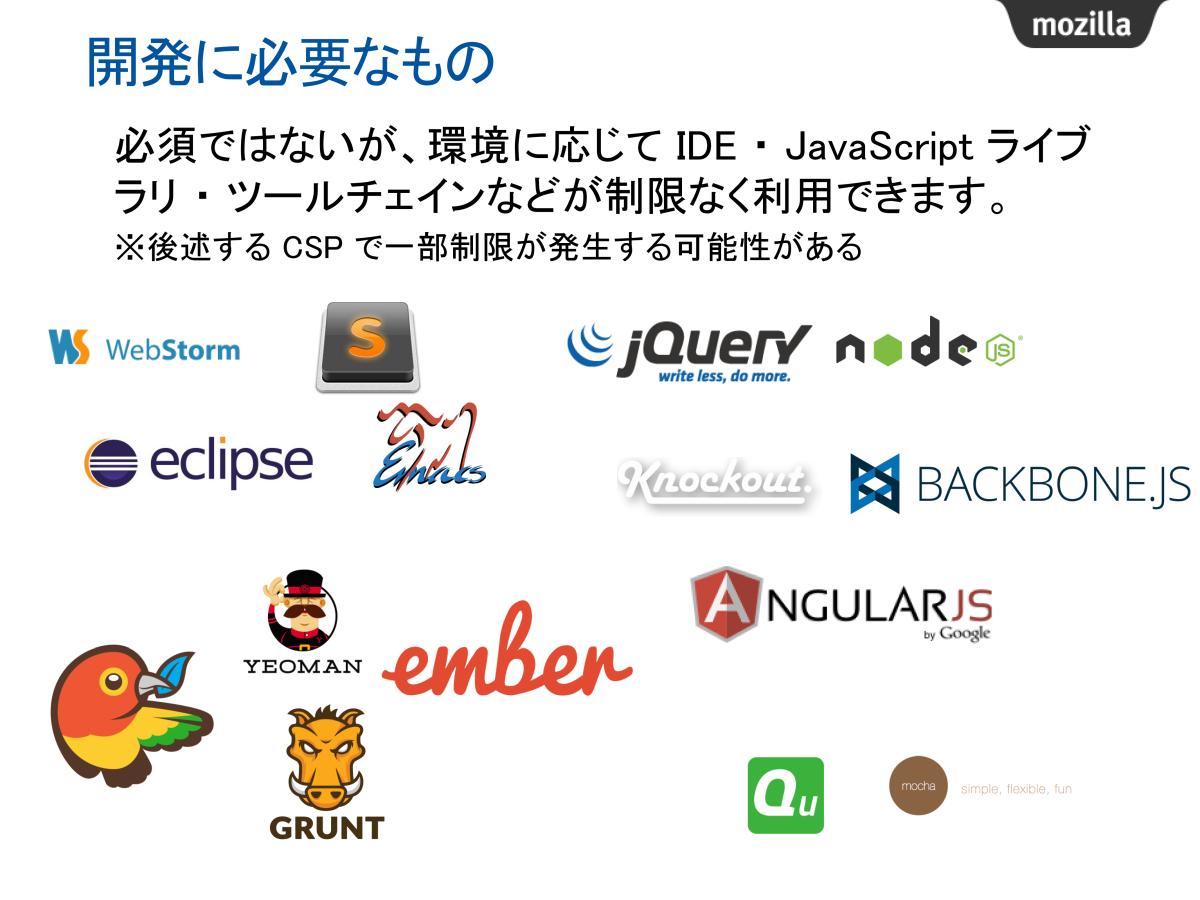 mozilla
開発に必要なもの
必須ではないが、環境に応じて IDE ・ JavaScript ライブ
ラリ ・ ツールチェインなどが制限なく利用できます。
※後述する CSP で一部制限が発生する可能性がある
WS WebStorm
S
jQuery
write less, do more.
node JS
eclipse
Emacs
Knockout.
BACKBONE.JS
YEOMAN
ember
ANGULARJS
by Google
GRUNT
Qu
mocha simple, flexible, fun